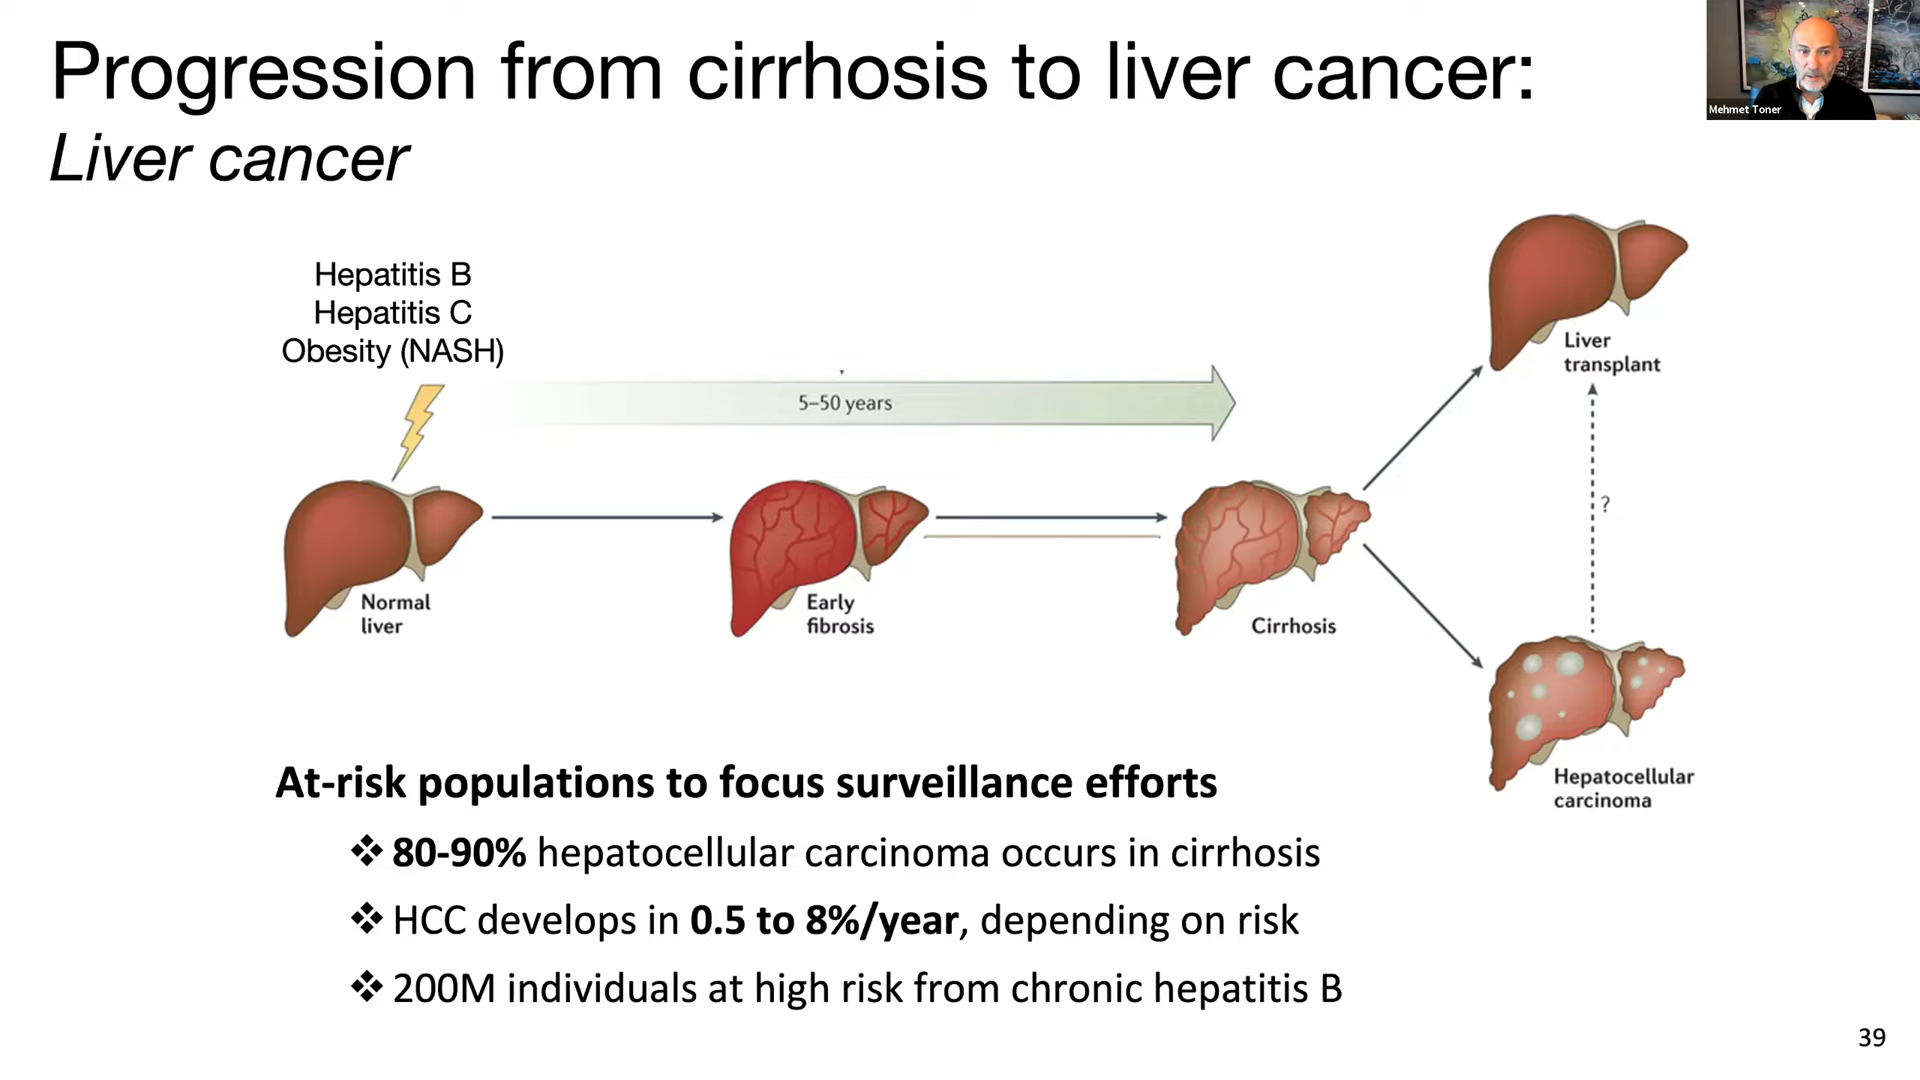 Progression from cirrhosis to liver cancer:
Liver cancer
Mehmet Toner
Hepatitis B
Hepatitis C
Obesity (NASH)
5–50 years
Liver
transplant
?
Normal
liver
Early
fibrosis
Cirrhosis
Hepatocellular
carcinoma
At-risk populations to focus surveillance efforts
❖ 80-90% hepatocellular carcinoma occurs in cirrhosis
❖ HCC develops in 0.5 to 8%/year, depending on risk
❖ 200M individuals at high risk from chronic hepatitis B
39